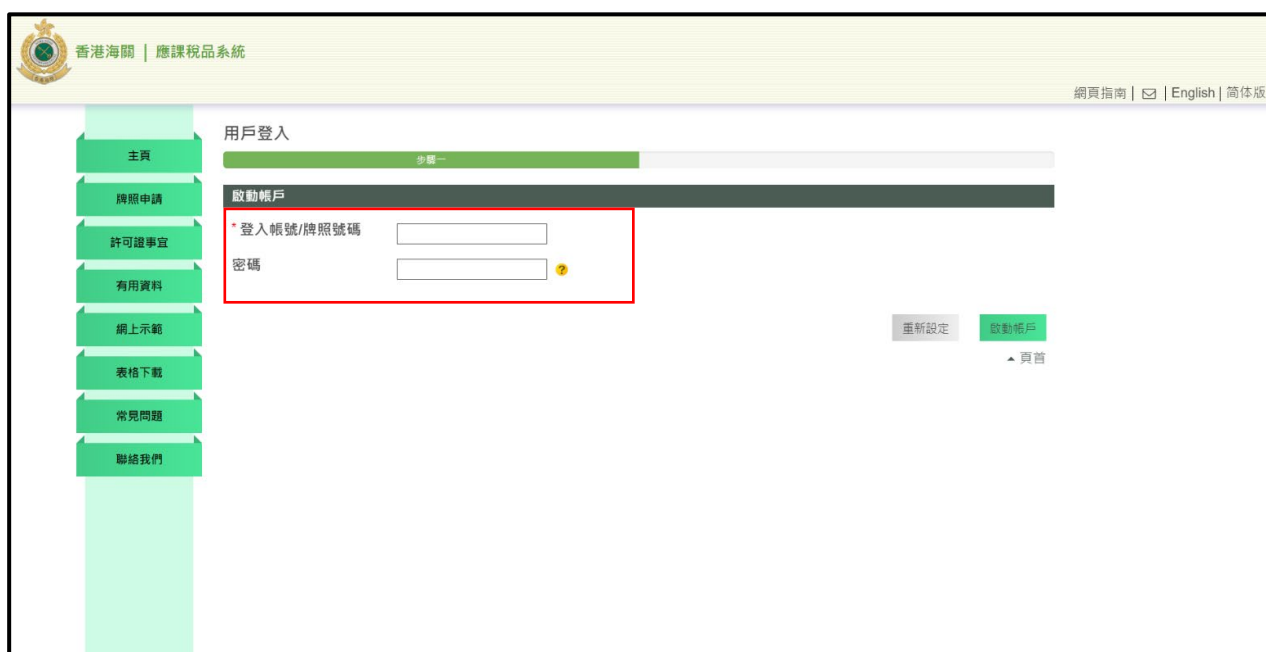 香港海關 | 應課稅品系統
網頁指南 | | English | 简体版
用戶登入
步驟一
主頁
牌照申請
許可證事宜
有用資料
網上示範
表格下載
常見問題
聯絡我們
啟動帳戶
*登入帳號/牌照號碼
密碼
?
重新設定
啟動帳戶
頁首